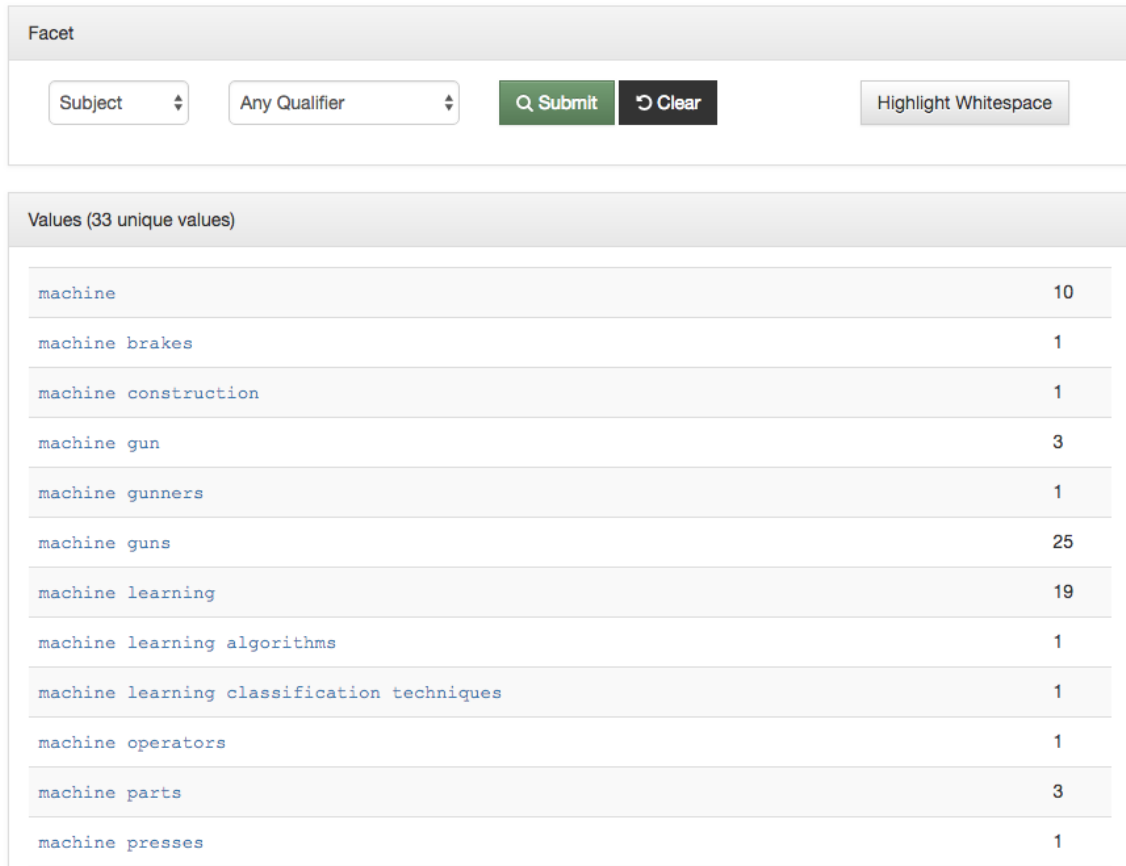 Facet
Subject Any Qualifier Submit Clear Highlight Whitespace
Values (33 unique values)
machine 10
machine brakes 1
machine construction 1
machine gun 3
machine gunners 1
machine guns 25
machine learning 19
machine learning algorithms 1
machine learning classification techniques 1
machine operators 1
machine parts 3
machine presses 1